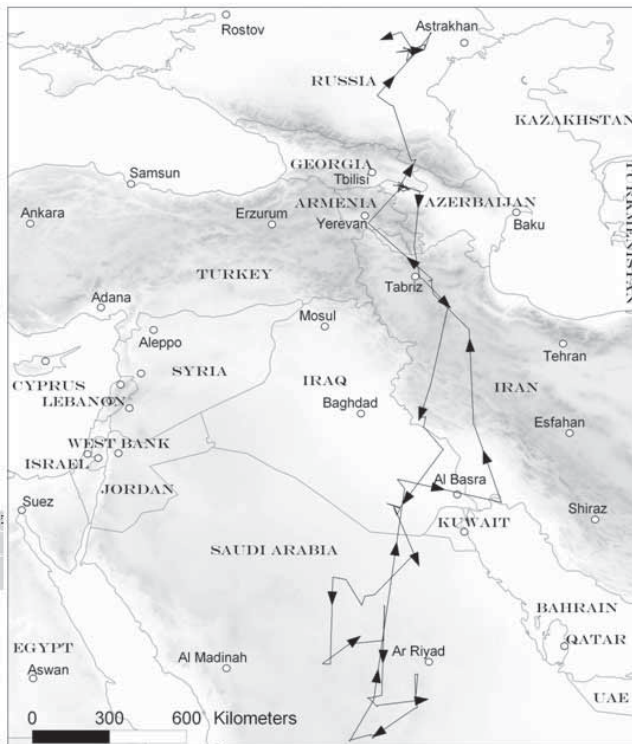 Rostov
Astrakhan
RUSSIA
KAZAKHSTAN
GEORGIA
Tbilisi
Samsun
ARMENIA
AZERBAIJAN
Ankara
Erzurum
Yerevan
Baku
TURKMENISTAN
TURKEY
Tabriz
Adana
Mosul
Aleppo
Tehran
SYRIA
CYPRUS
IRAQ
IRAN
LEBANON
Baghdad
Esfahan
WEST BANK
ISRAEL
Al Basra
JORDAN
Suez
Shiraz
KUWAIT
SAUDI ARABIA
BAHRAIN
EGYPT
QATAR
Al Madinah
Ar Riyad
Aswan
UAE
0 300 600 Kilometers